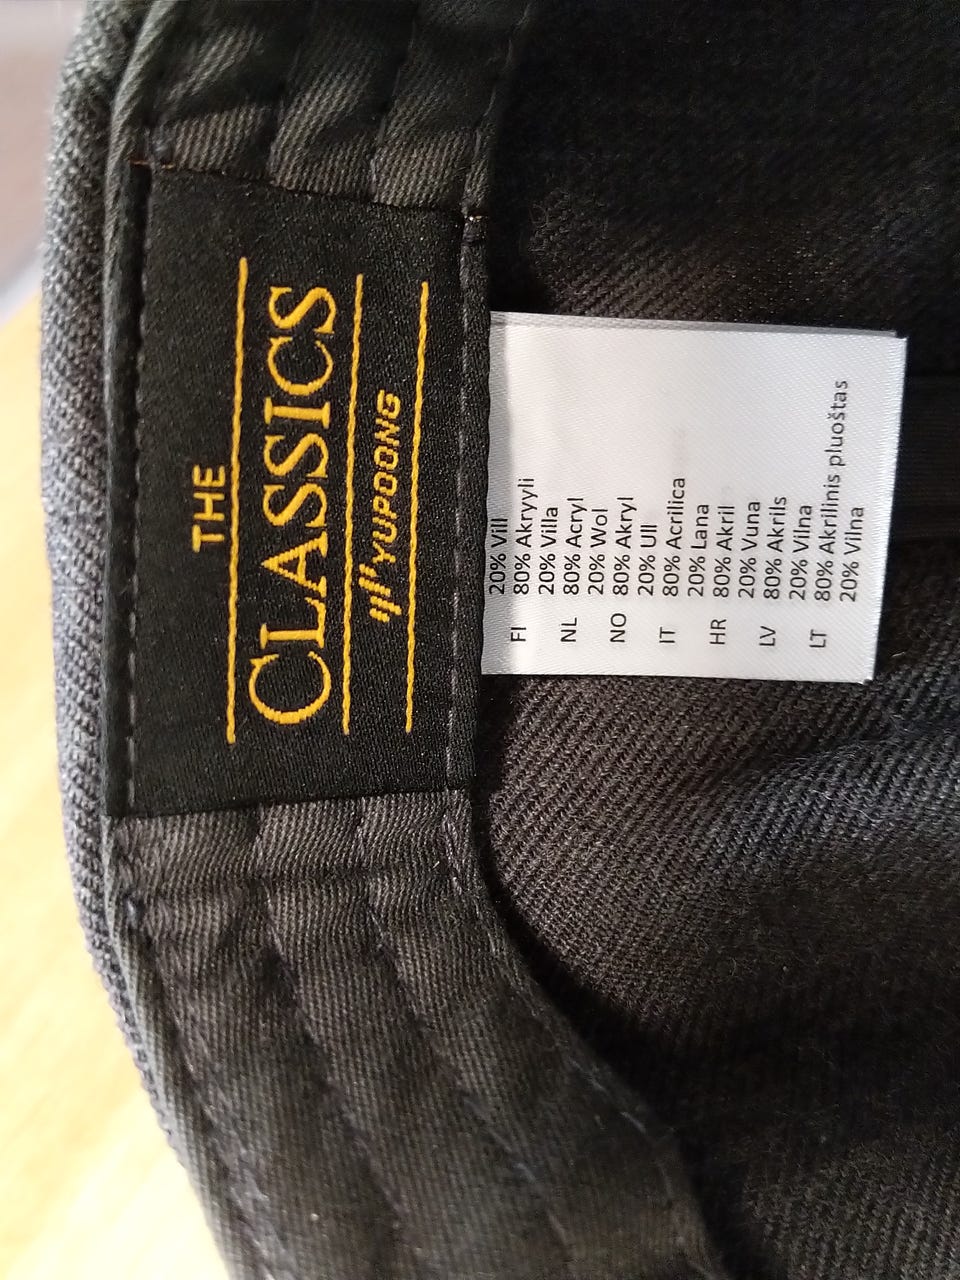 THE
CLASSICS
YUPOONG
20% Vill
FI 80% Akryyli
20% Villa
NL 80% Acryl
20% Wol
NO 80% Akryl
20% Ull
IT 80% Acrilica
20% Lana
HR 80% Akril
20% Vuna
LV 80% Akrils
20% Vilna
LT 80% Akrilinis pluoštas
20% Vilna